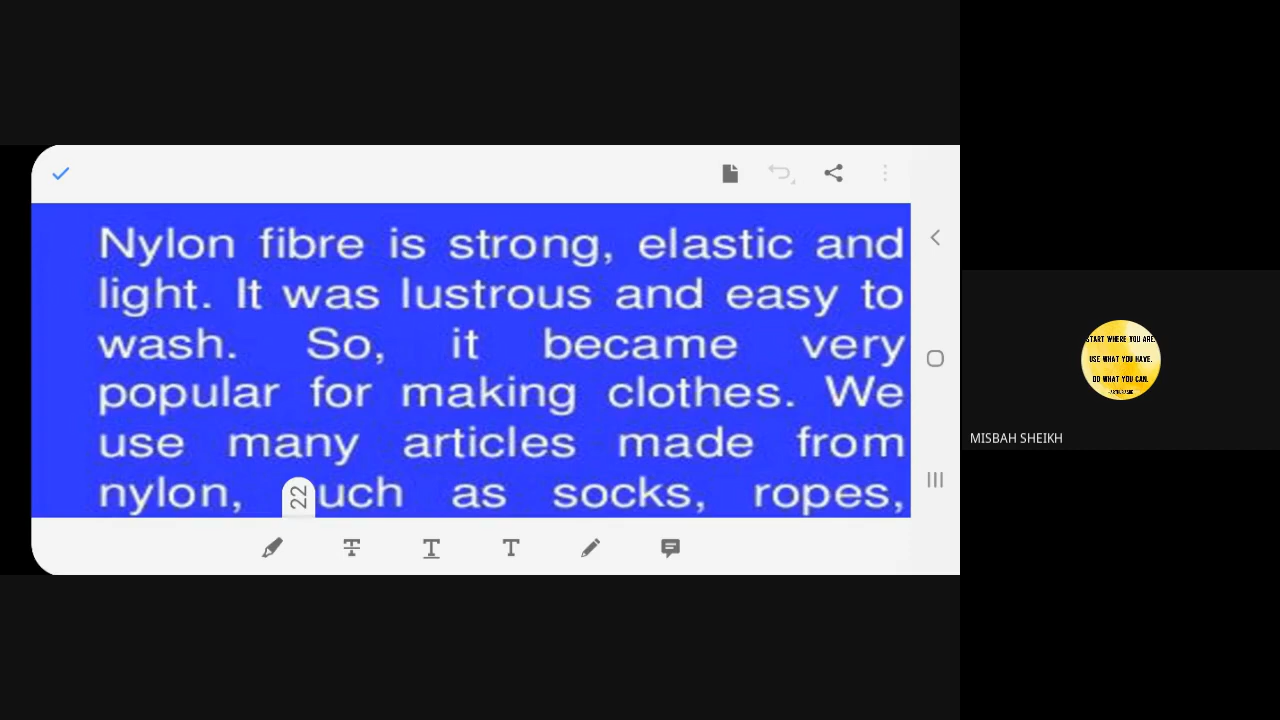 Nylon fibre is strong, elastic and
light. It was lustrous and easy to
wash. So, it became very
popular for making clothes. We
use many articles made from
nylon, uch as socks, ropes,
22
START WHERE YOU ARE.
USE WHAT YOU HAVE.
DO WHAT YOU CAN.
MISBAH SHEIKH